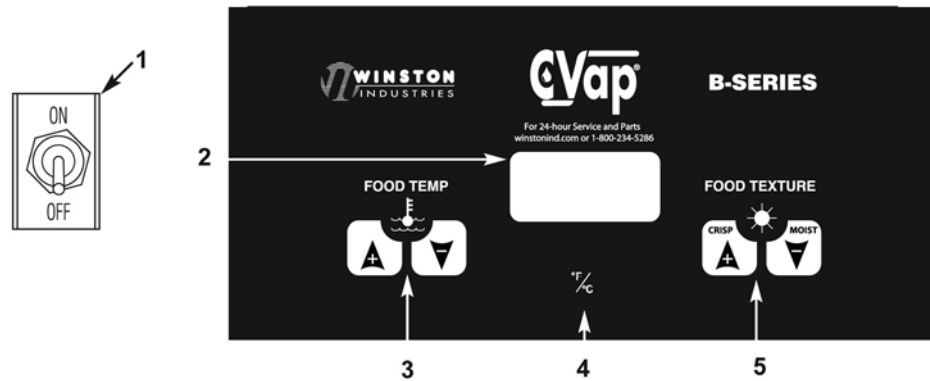 1
ON
OFF
WINSTON
INDUSTRIES
CVap®
B-SERIES
For 24-hour Service and Parts
winstonind.com or 1-800-234-5286
2
FOOD TEMP
FOOD TEXTURE
+
-
CRISP
MOIST
+
-
°F/°C
3
4
5